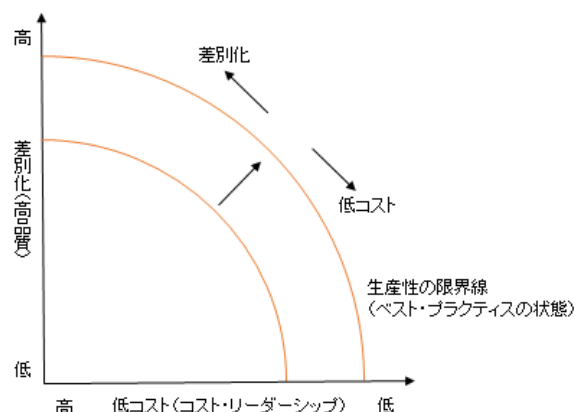 高
差別化
差別化(高品質)
低コスト
生産性の限界線
(ベスト・プラクティスの状態)
低
高
低コスト(コスト・リーダーシップ)
低